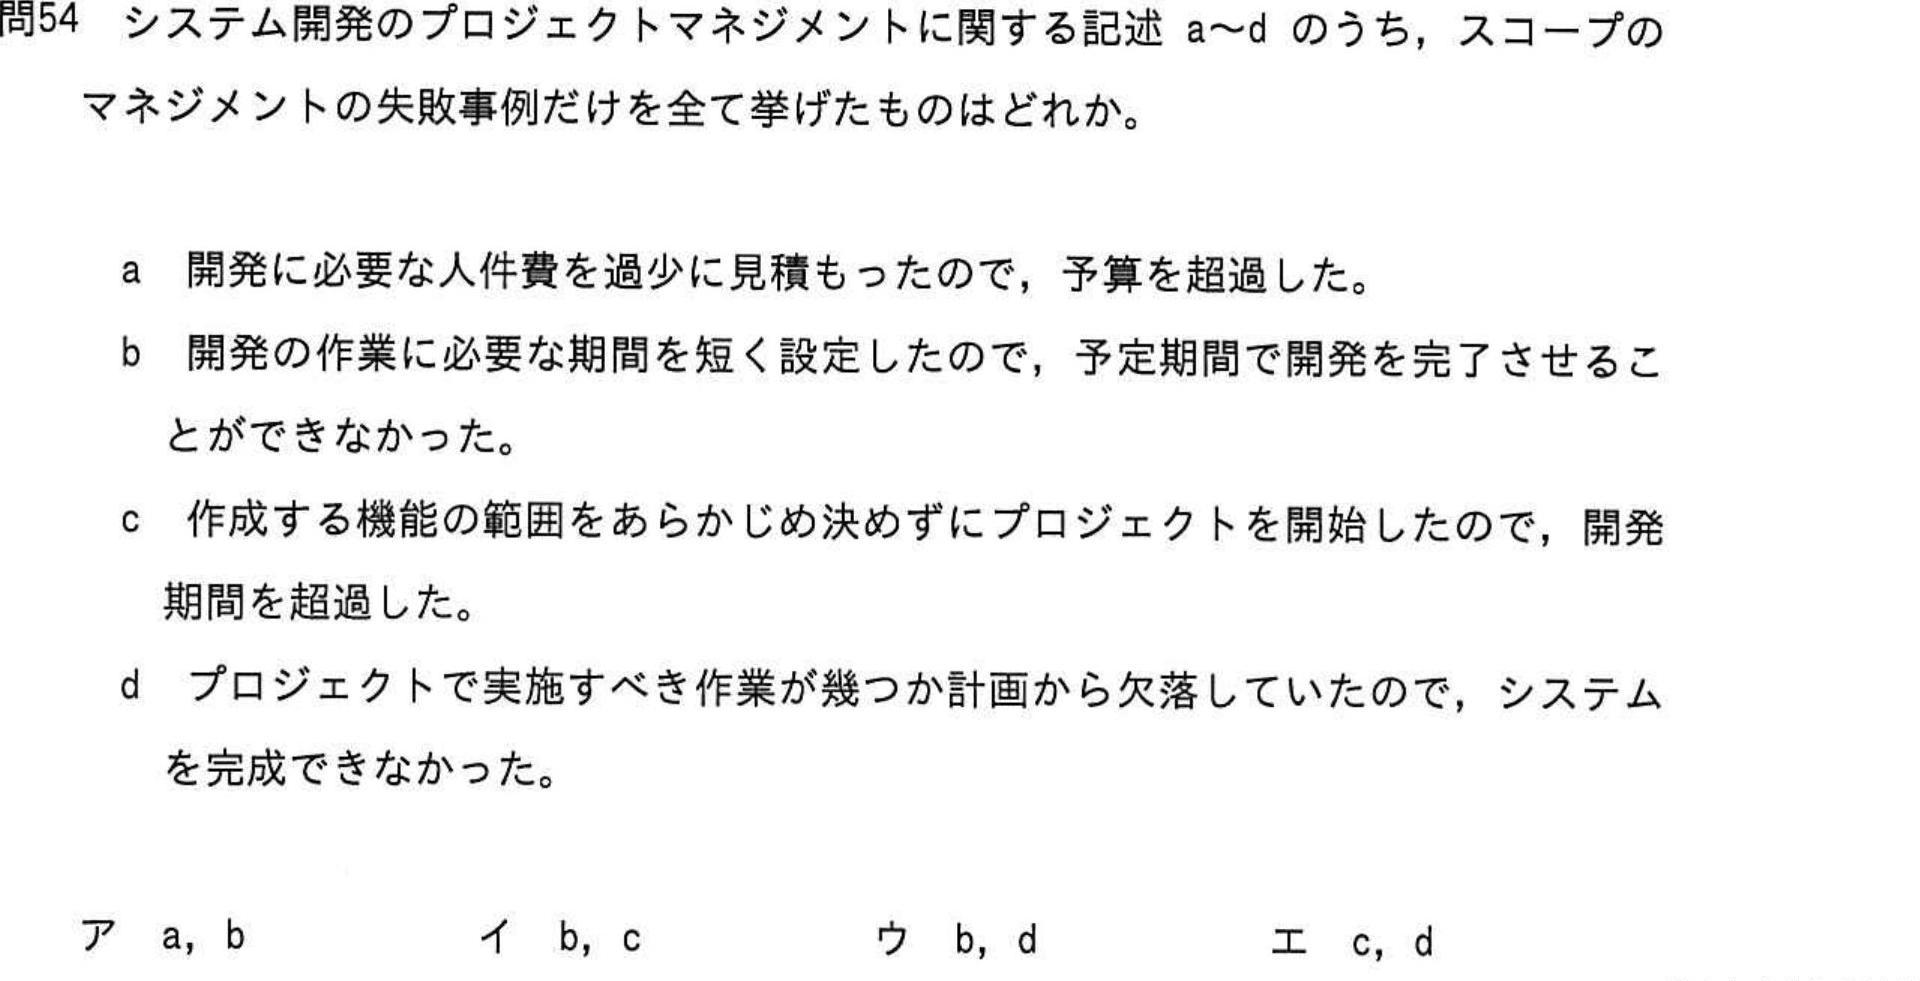 問54 システム開発のプロジェクトマネジメントに関する記述 a～d のうち，スコープの
マネジメントの失敗事例だけを全て挙げたものはどれか。
a 開発に必要な人件費を過少に見積もったので，予算を超過した。
b 開発の作業に必要な期間を短く設定したので，予定期間で開発を完了させるこ
とができなかった。
c 作成する機能の範囲をあらかじめ決めずにプロジェクトを開始したので，開発
期間を超過した。
d プロジェクトで実施すべき作業が幾つか計画から欠落していたので，システム
を完成できなかった。
ア a，b イ b，c ウ b，d エ c，d